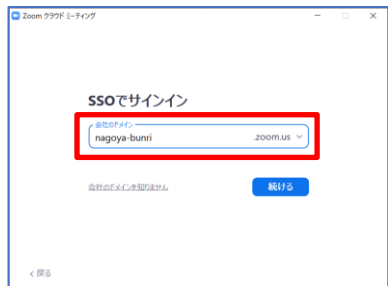 Zoom クラウド ミーティング
SSOでサインイン
会社のドメイン
nagoya-bunri .zoom.us
会社のドメインを知りません 続ける
< 戻る